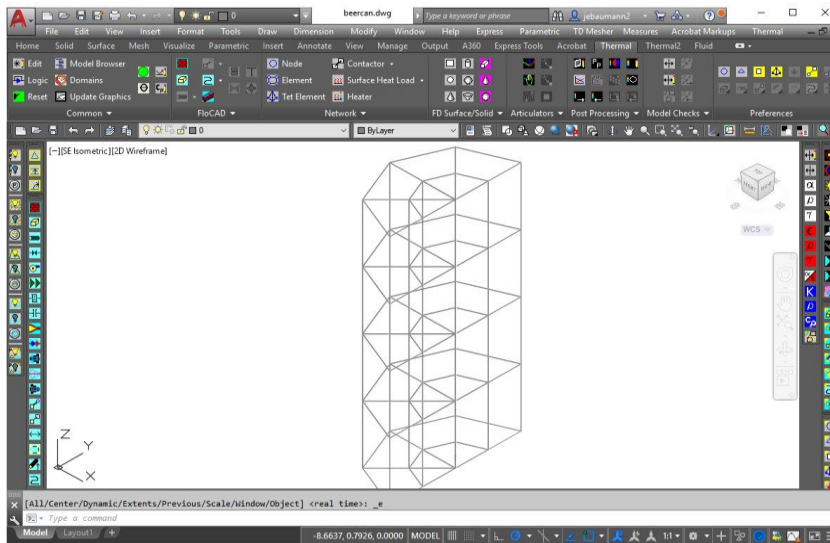 A
beercan.dwg
Type a keyword or phrase
jebaumann2
File Edit View Insert Format Tools Draw Dimension Modify Window Help Express Parametric TD Mesher Measures Acrobat Markups Thermal
Home Solid Surface Mesh Visualize Parametric Insert Annotate View Manage Output A360 Express Tools Acrobat Thermal Thermal2 Fluid
Edit Model Browser Node Contactor
Logic Domains Element Surface Heat Load
Reset Update Graphics Tet Element Heater
Common FloCAD Network FD Surface/Solid Articulators Post Processing Model Checks Preferences
0 ByLayer
[−][SE Isometric][2D Wireframe]
WCS
Z
Y
X
[All/Center/Dynamic/Extents/Previous/Scale/Window/Object] <real time>: _e
Type a command
Model Layout1 + -8.6637, 0.7926, 0.0000 MODEL 1:1